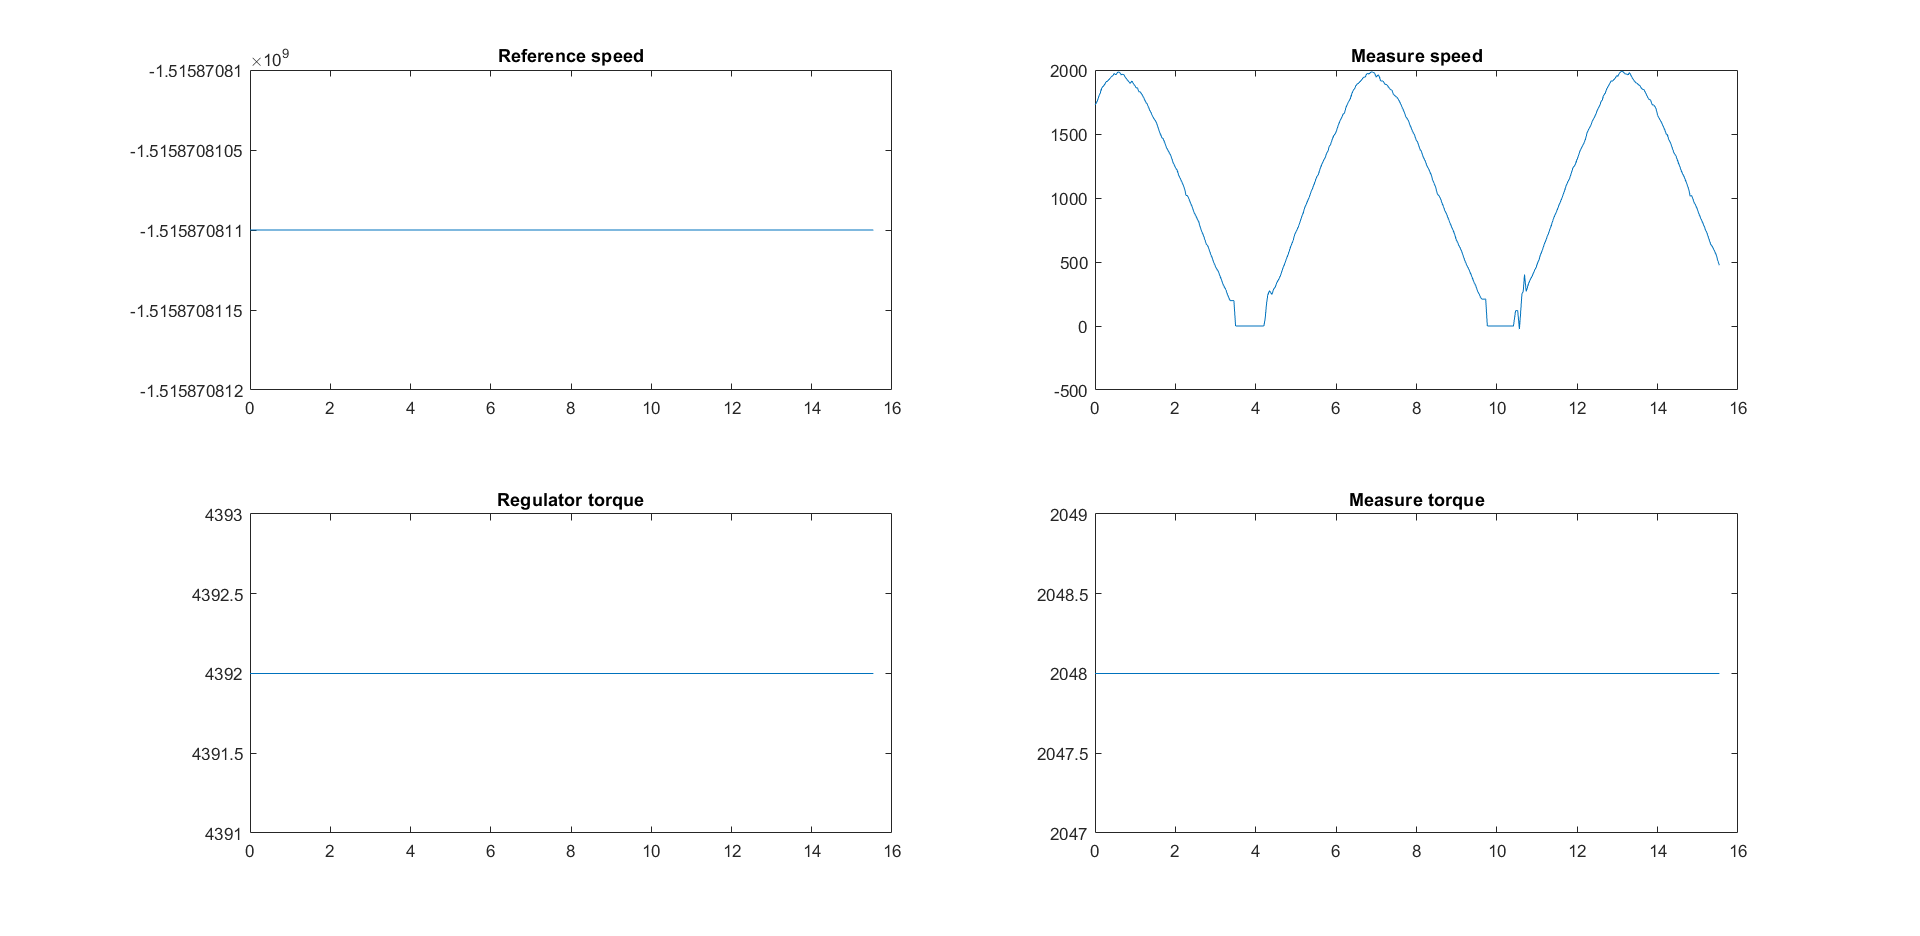 Reference speed
×10^9
-1.51587081
-1.5158708105
-1.515870811
-1.5158708115
-1.515870812
0 2 4 6 8 10 12 14 16
Measure speed
2000
1500
1000
500
0
-500
0 2 4 6 8 10 12 14 16
Regulator torque
4393
4392.5
4392
4391.5
4391
0 2 4 6 8 10 12 14 16
Measure torque
2049
2048.5
2048
2047.5
2047
0 2 4 6 8 10 12 14 16